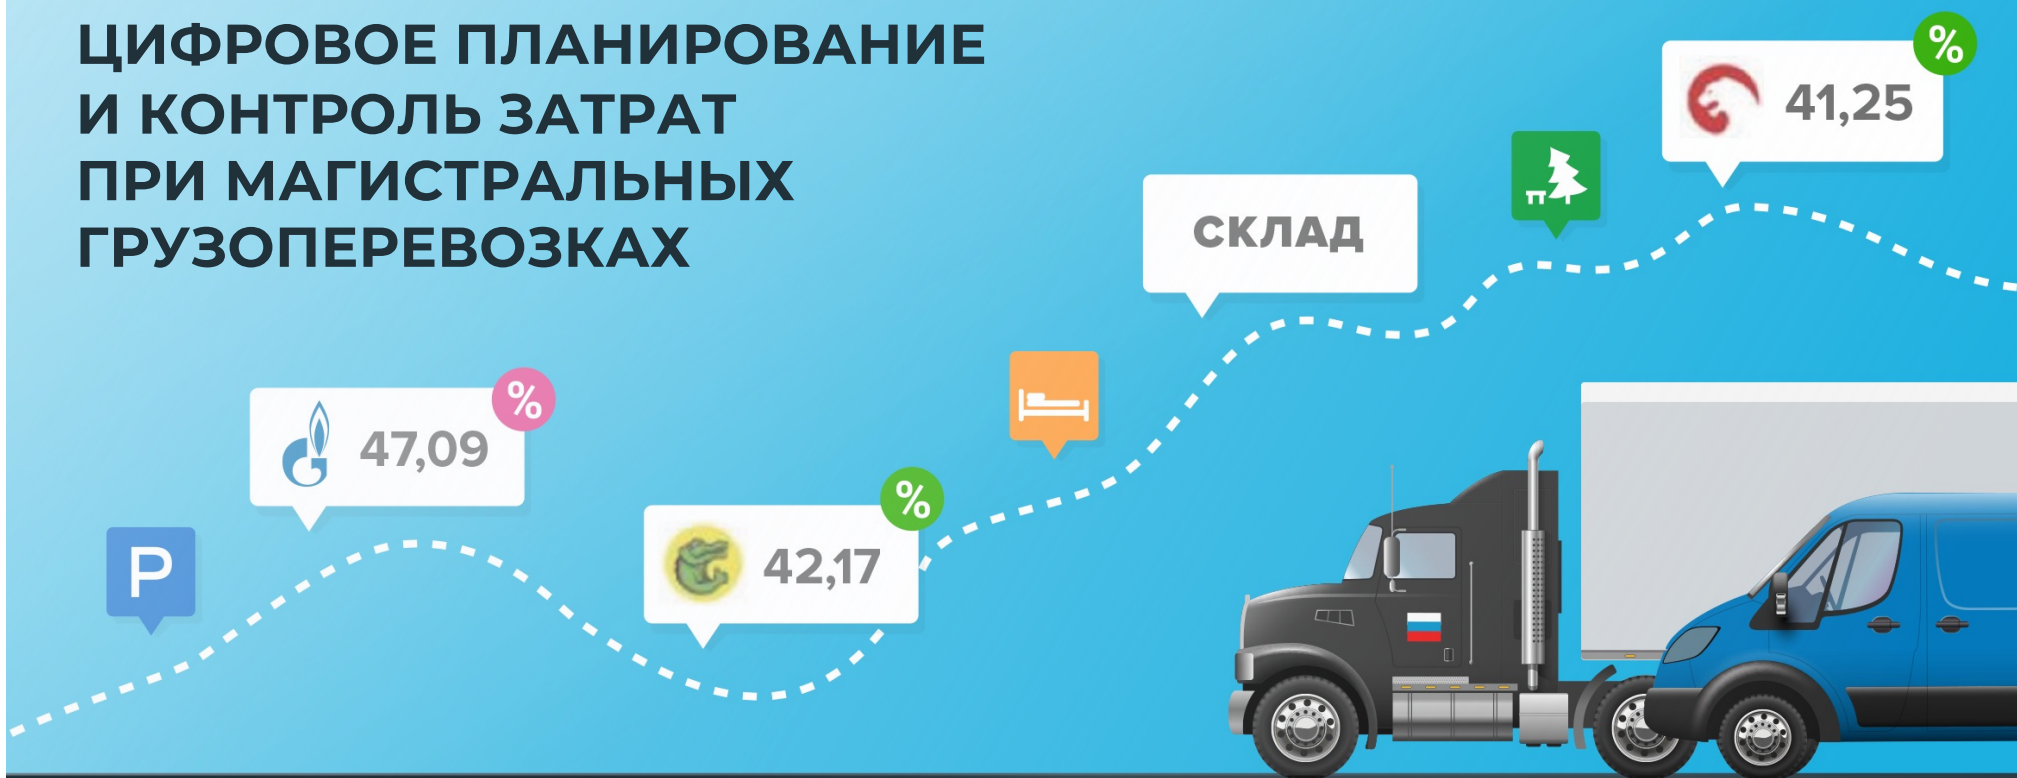 ЦИФРОВОЕ ПЛАНИРОВАНИЕ
И КОНТРОЛЬ ЗАТРАТ
ПРИ МАГИСТРАЛЬНЫХ
ГРУЗОПЕРЕВОЗКАХ
%
41,25
СКЛАД
%
47,09
%
42,17
P